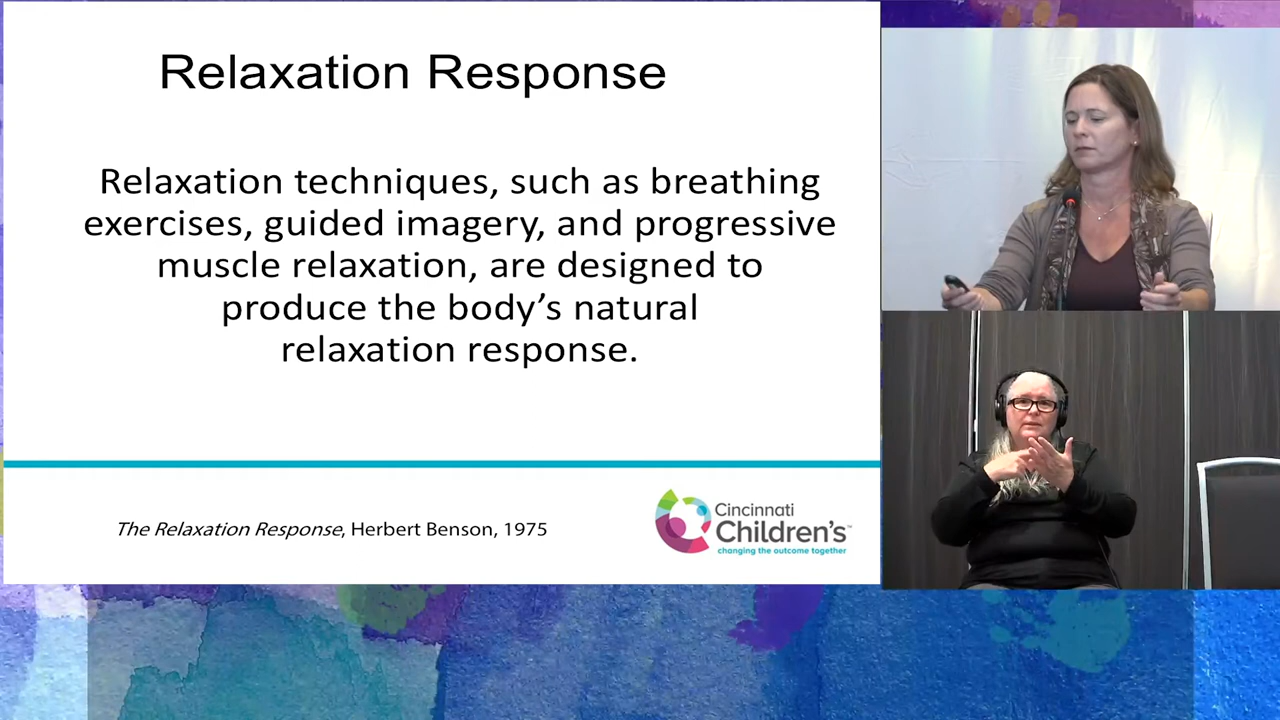 Relaxation Response
Relaxation techniques, such as breathing
exercises, guided imagery, and progressive
muscle relaxation, are designed to
produce the body’s natural
relaxation response.
The Relaxation Response, Herbert Benson, 1975
Cincinnati
Children's™
changing the outcome together